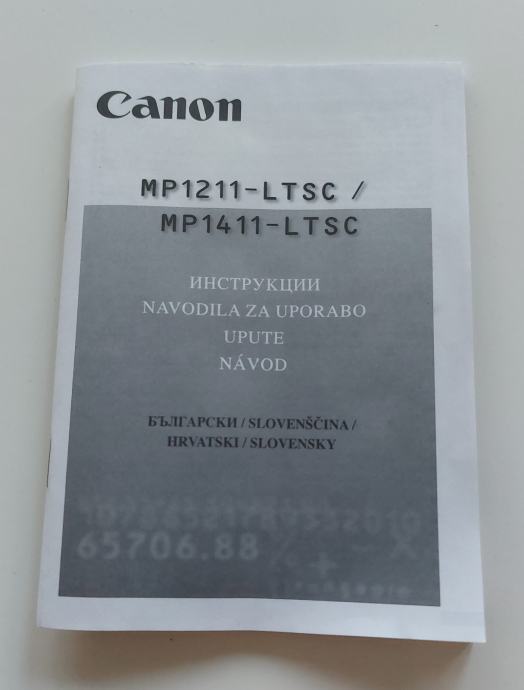 Canon
MP1211-LTSC /
MP1411-LTSC
ИНСТРУКЦИИ
NAVODILA ZA UPORABO
UPUTE
NÁVOD
БЪЛГАРСКИ / SLOVENŠČINA /
HRVATSKI / SLOVENSKY
65706.88 % + - ×